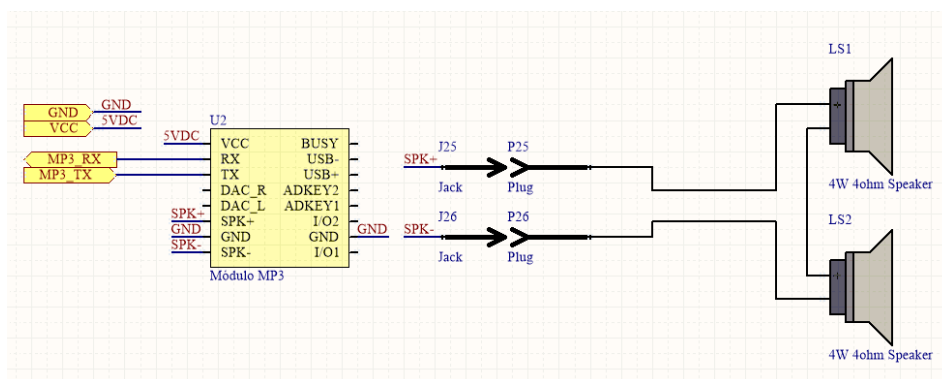 LS1
4W 4ohm Speaker
GND GND
VCC 5VDC
MP3_RX
MP3_TX
U2
5VDC VCC BUSY
RX USB-
TX USB+
DAC_R ADKEY2
DAC_L ADKEY1
SPK+ SPK+ I/O2
GND GND GND GND
SPK- SPK- I/O1
Módulo MP3
J25 P25
SPK+
Jack Plug
J26 P26
SPK-
Jack Plug
LS2
4W 4ohm Speaker